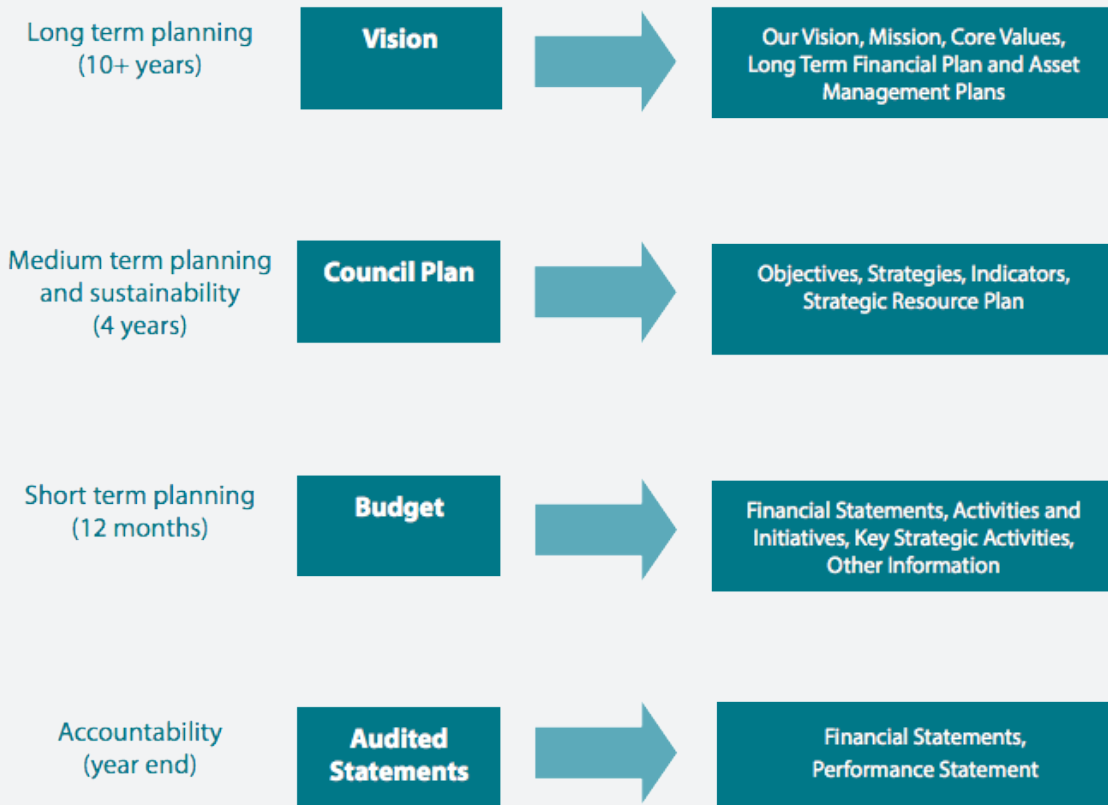 Long term planning
(10+ years)
Vision
Our Vision, Mission, Core Values,
Long Term Financial Plan and Asset
Management Plans
Medium term planning
and sustainability
(4 years)
Council Plan
Objectives, Strategies, Indicators,
Strategic Resource Plan
Short term planning
(12 months)
Budget
Financial Statements, Activities and
Initiatives, Key Strategic Activities,
Other Information
Accountability
(year end)
Audited
Statements
Financial Statements,
Performance Statement